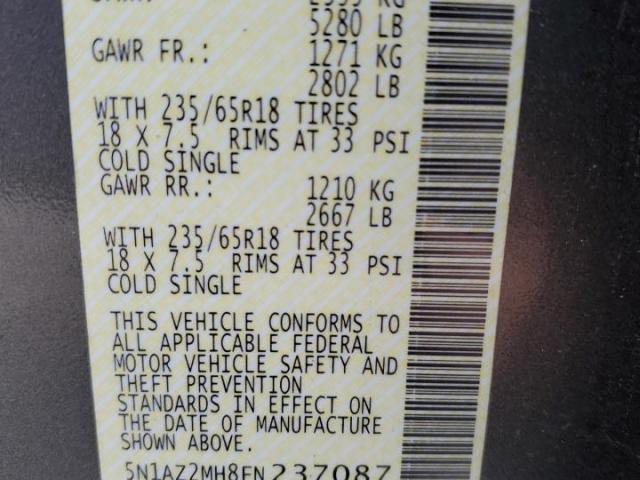 5280 LB
GAWR FR.: 1271 KG
2802 LB
WITH 235/65R18 TIRES
18 X 7.5 RIMS AT 33 PSI
COLD SINGLE
GAWR RR.: 1210 KG
2667 LB
WITH 235/65R18 TIRES
18 X 7.5 RIMS AT 33 PSI
COLD SINGLE
THIS VEHICLE CONFORMS TO
ALL APPLICABLE FEDERAL
MOTOR VEHICLE SAFETY AND
THEFT PREVENTION
STANDARDS IN EFFECT ON
THE DATE OF MANUFACTURE
SHOWN ABOVE.
5N1AZ2MH8FN237087